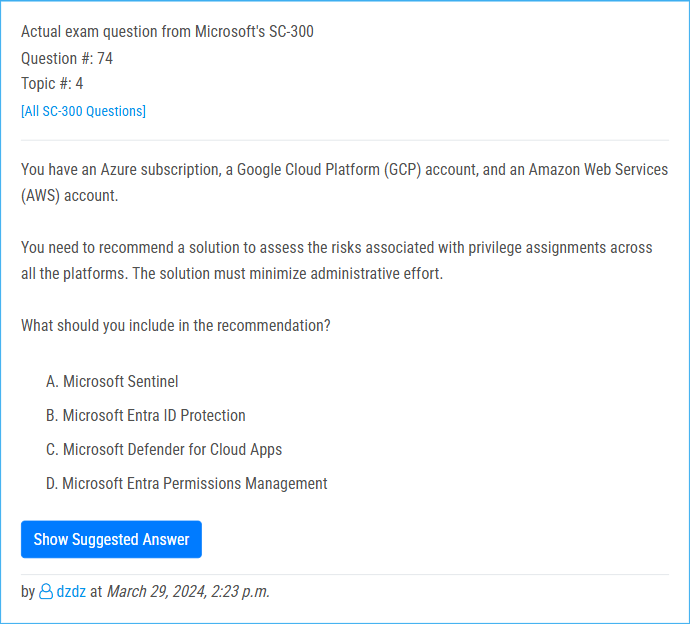 Actual exam question from Microsoft's SC-300
Question #: 74
Topic #: 4
[All SC-300 Questions]
You have an Azure subscription, a Google Cloud Platform (GCP) account, and an Amazon Web Services
(AWS) account.
You need to recommend a solution to assess the risks associated with privilege assignments across
all the platforms. The solution must minimize administrative effort.
What should you include in the recommendation?
A. Microsoft Sentinel
B. Microsoft Entra ID Protection
C. Microsoft Defender for Cloud Apps
D. Microsoft Entra Permissions Management
Show Suggested Answer
by dzdz at March 29, 2024, 2:23 p.m.